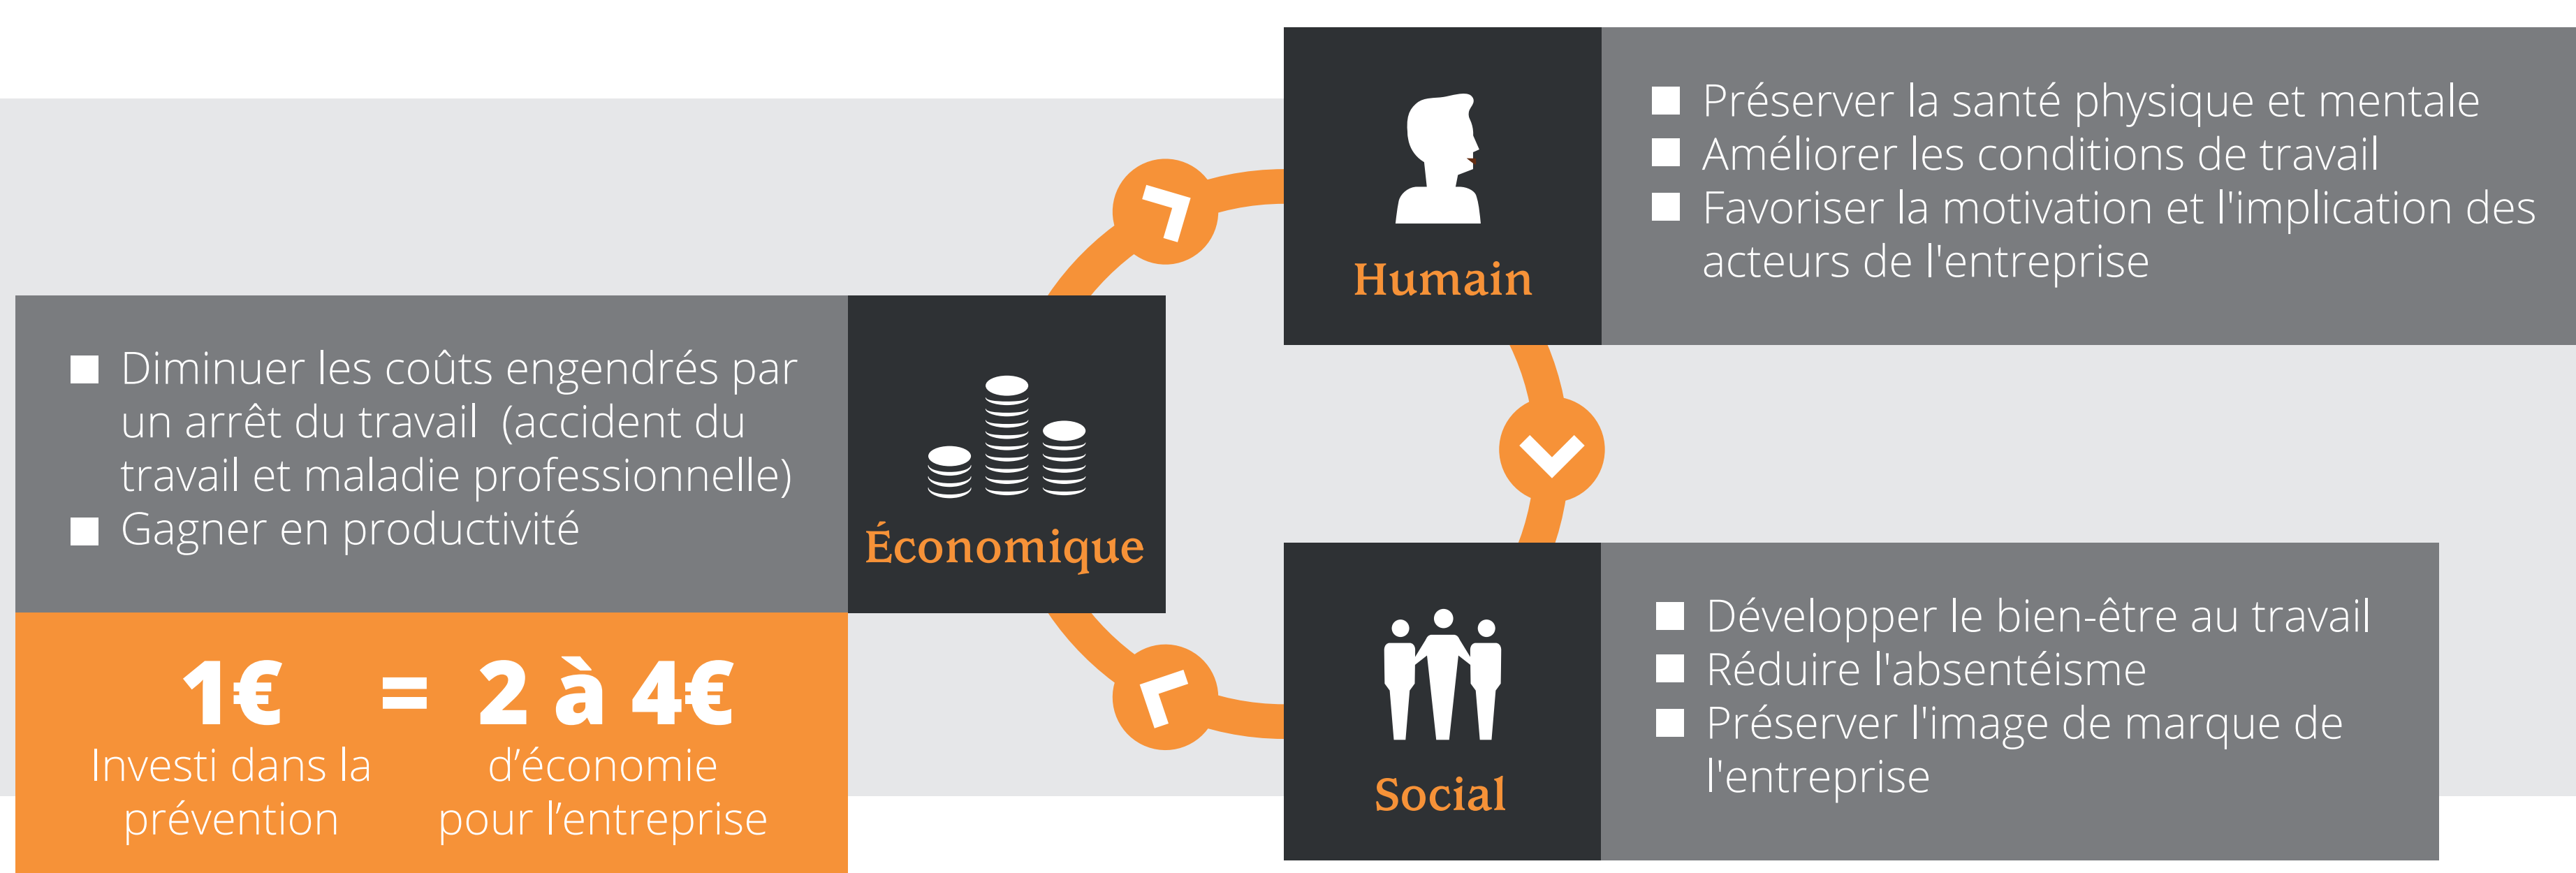 Humain
Préserver la santé physique et mentale
Améliorer les conditions de travail
Favoriser la motivation et l'implication des
acteurs de l'entreprise
Diminuer les coûts engendrés par
un arrêt du travail (accident du
travail et maladie professionnelle)
Gagner en productivité
Économique
1€ = 2 à 4€
Investi dans la
prévention
d’économie
pour l’entreprise
Social
Développer le bien-être au travail
Réduire l'absentéisme
Préserver l'image de marque de
l'entreprise